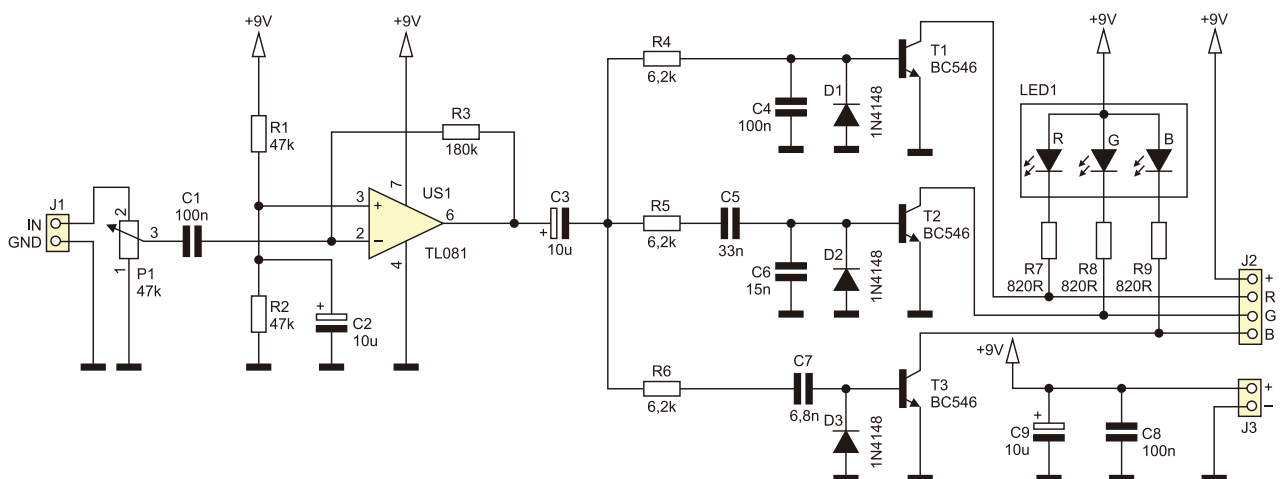 +9V
+9V
R4
6,2k
T1
BC546
+9V
+9V
C4
100n
D1
1N4148
LED1
R
G
B
R1
47k
R3
180k
J1
IN
GND
2
3
1
P1
47k
C1
100n
3
+
2
−
7
4
6
US1
TL081
C3
+
10u
R5
6,2k
C5
33n
T2
BC546
C6
15n
D2
1N4148
R7
820R
R8
820R
R9
820R
J2
+
R
G
B
R2
47k
+
C2
10u
R6
6,2k
C7
6,8n
D3
1N4148
T3
BC546
+9V
+
C9
10u
C8
100n
+
−
J3